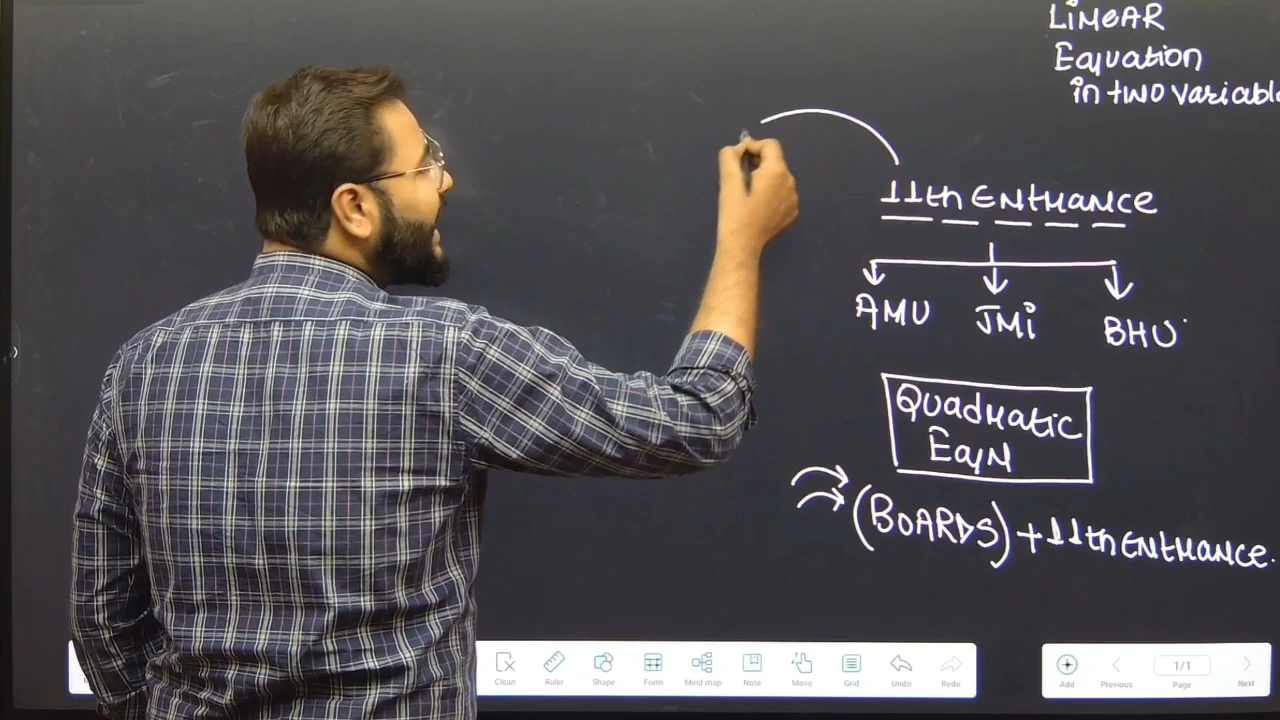 LiNeAR
Equation
in two variable
11th ENTRANce
AMU JMi BHU
Quadratic
Eqn
(BOARDS) + 11th ENTRANce.
Clean Ruler Shape Form Mind map Note Move Grid Undo Redo
Add Previous 1/1 Page Next